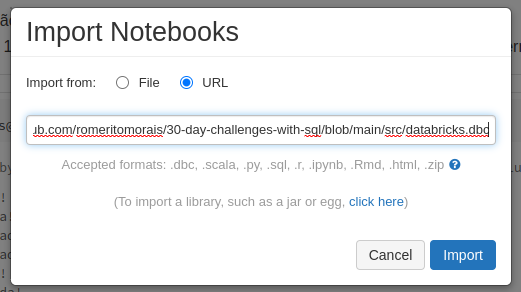 Import Notebooks
Import from: File URL
ub.com/romeritomorais/30-day-challenges-with-sql/blob/main/src/databricks.dbc
Accepted formats: .dbc, .scala, .py, .sql, .r, .ipynb, .Rmd, .html, .zip
(To import a library, such as a jar or egg, click here)
Cancel Import